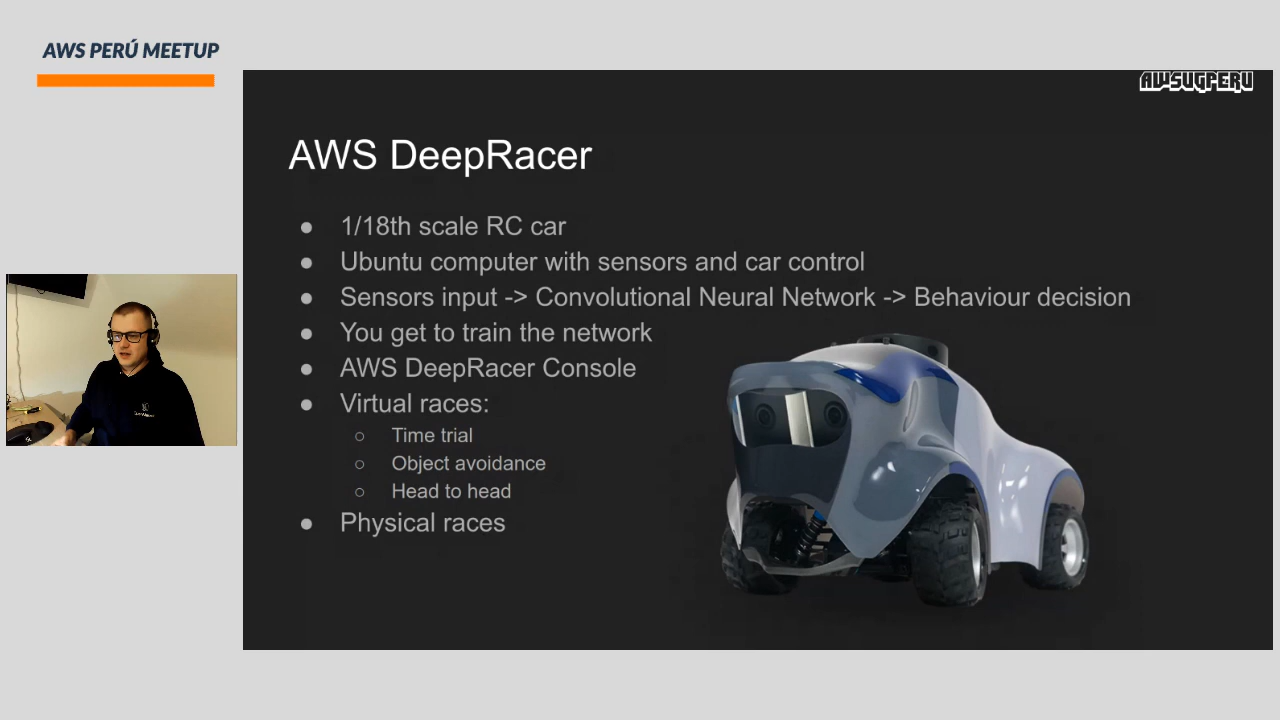 AWS PERÚ MEETUP
AWSUGPERU
AWS DeepRacer
● 1/18th scale RC car
● Ubuntu computer with sensors and car control
● Sensors input -> Convolutional Neural Network -> Behaviour decision
● You get to train the network
● AWS DeepRacer Console
● Virtual races:
○ Time trial
○ Object avoidance
○ Head to head
● Physical races